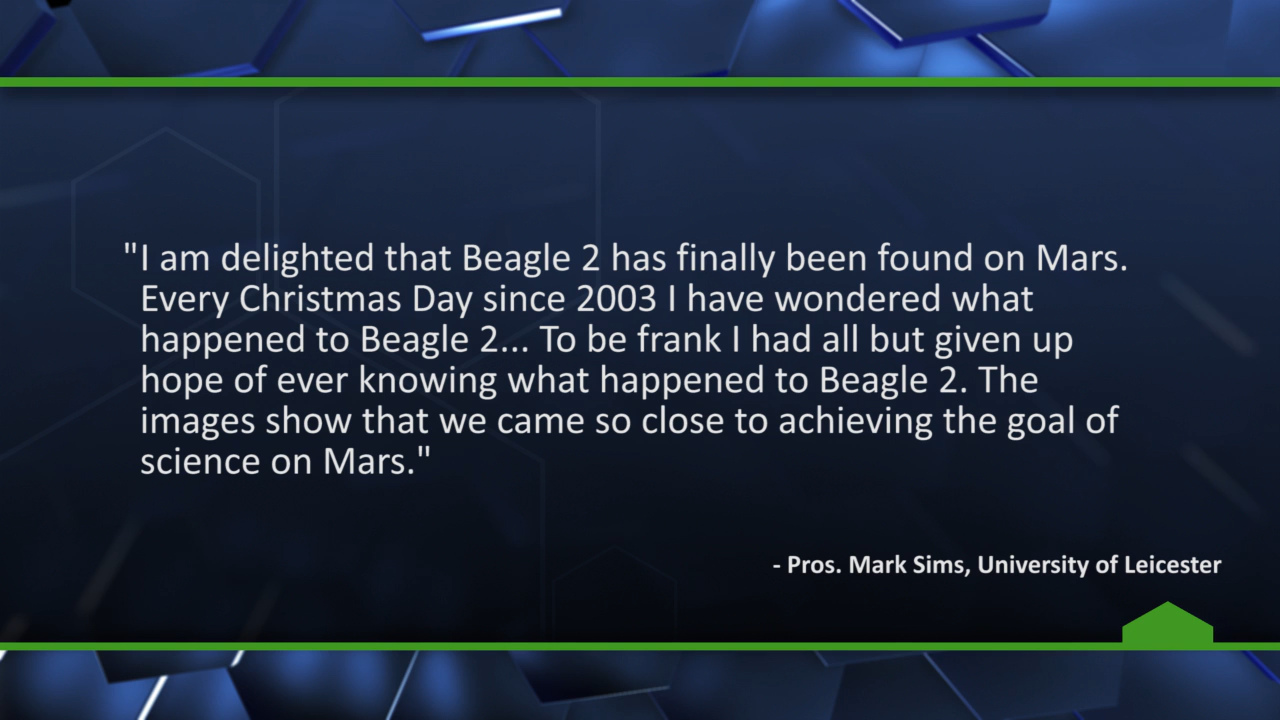 "I am delighted that Beagle 2 has finally been found on Mars.
Every Christmas Day since 2003 I have wondered what
happened to Beagle 2... To be frank I had all but given up
hope of ever knowing what happened to Beagle 2. The
images show that we came so close to achieving the goal of
science on Mars."
- Pros. Mark Sims, University of Leicester